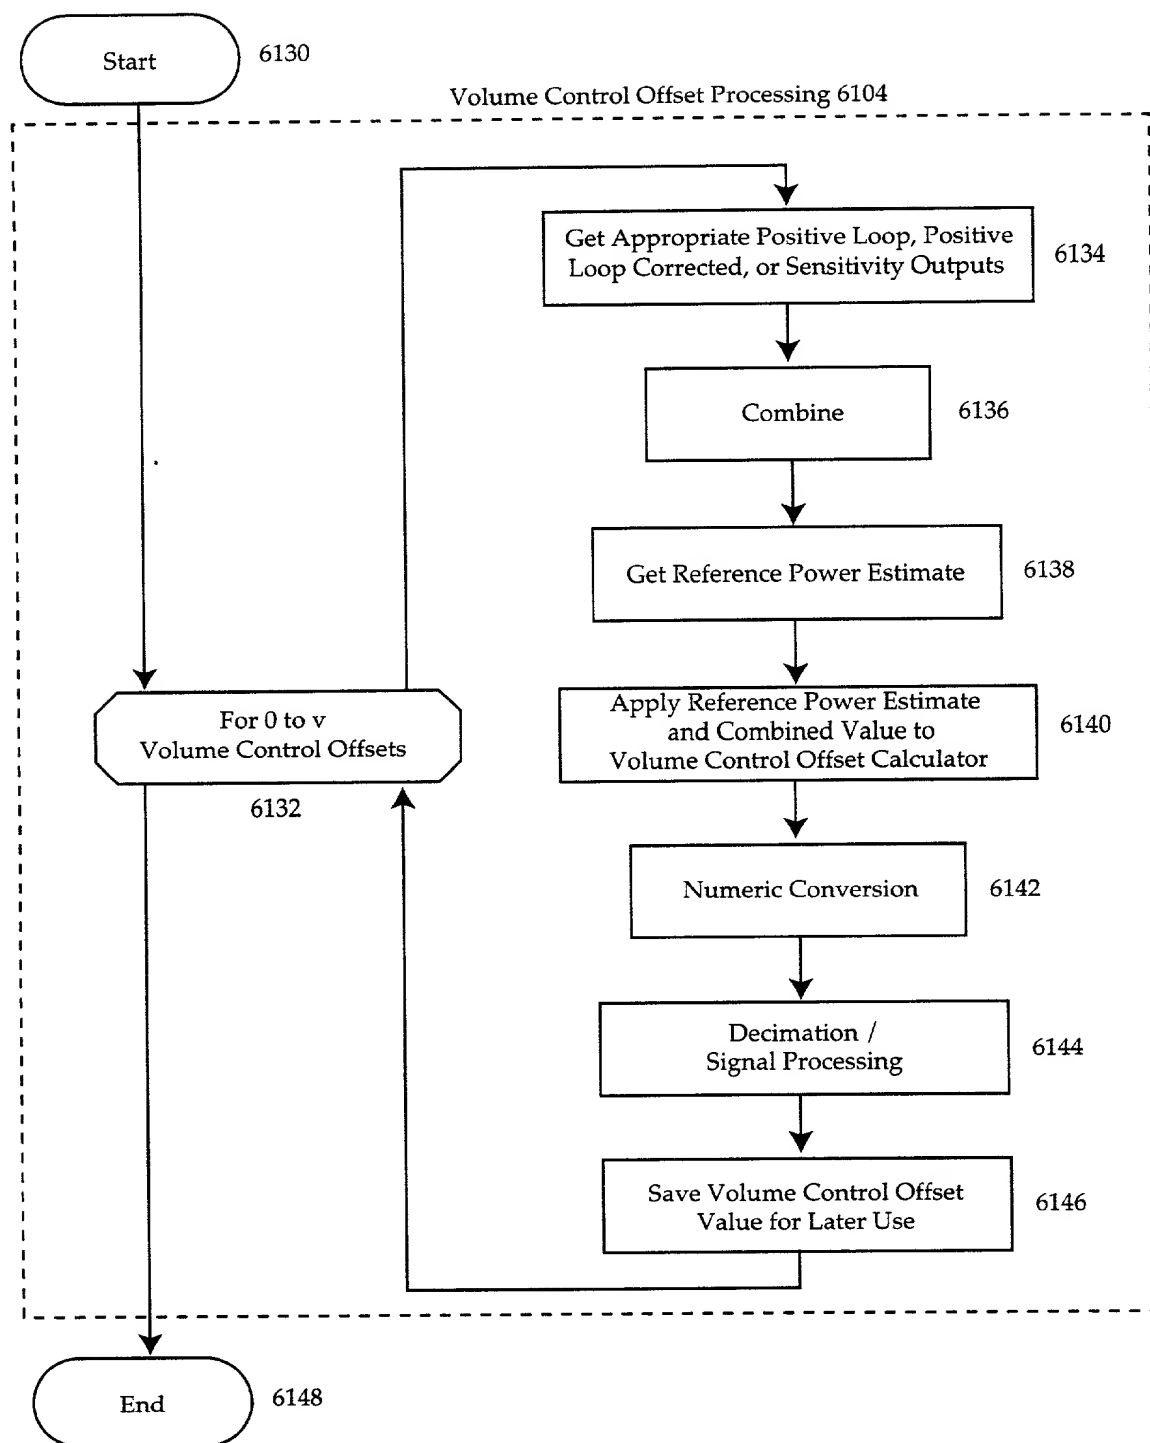 Start
6130
Volume Control Offset Processing 6104
Get Appropriate Positive Loop, Positive
Loop Corrected, or Sensitivity Outputs
6134
Combine
6136
Get Reference Power Estimate
6138
For 0 to v
Volume Control Offsets
6132
Apply Reference Power Estimate
and Combined Value to
Volume Control Offset Calculator
6140
Numeric Conversion
6142
Decimation /
Signal Processing
6144
Save Volume Control Offset
Value for Later Use
6146
End
6148